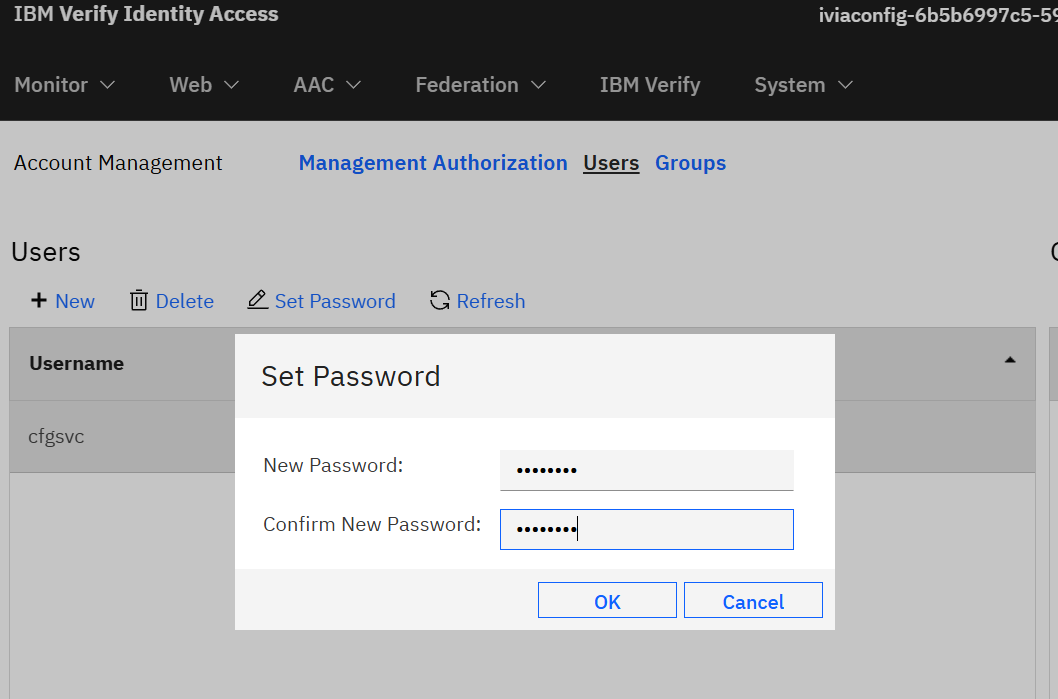 IBM Verify Identity Access
iviaconfig-6b5b6997c5-59
Monitor Web AAC Federation IBM Verify System
Account Management Management Authorization Users Groups
Users
New Delete Set Password Refresh
Username
cfgsvc
Set Password
New Password: ••••••••
Confirm New Password: ••••••••
OK Cancel